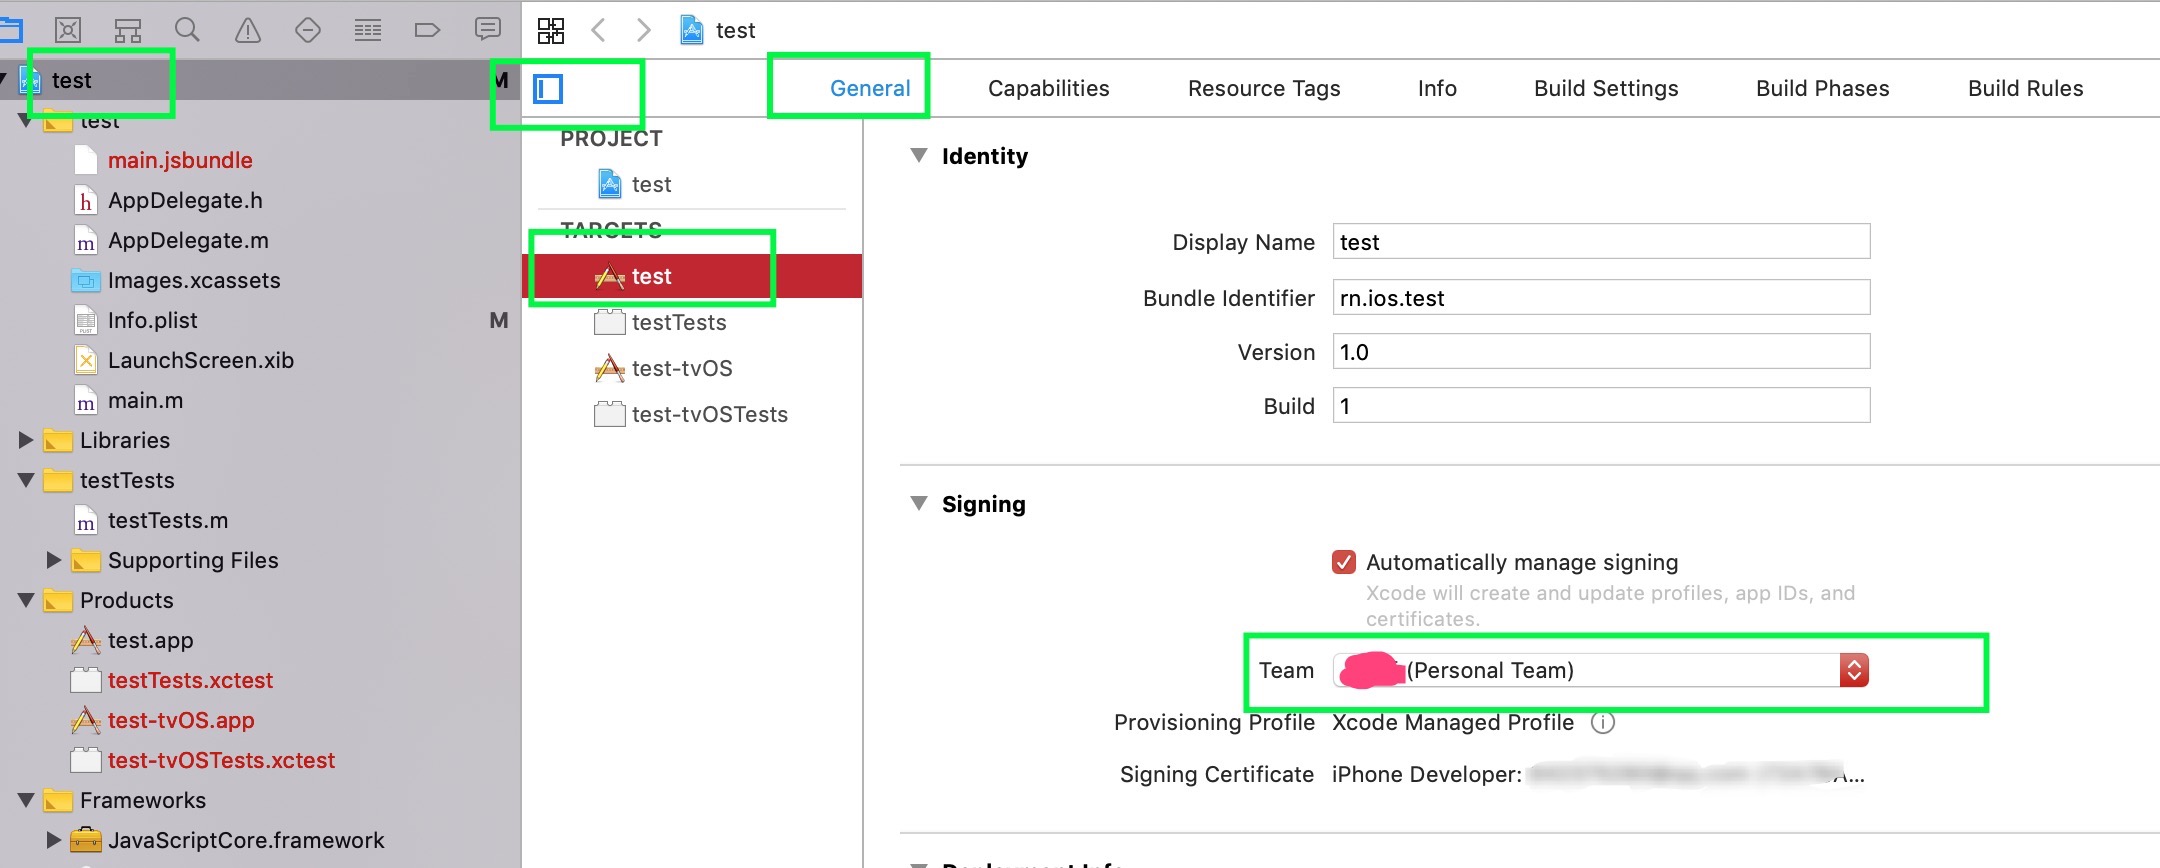 test
test
M
General
Capabilities
Resource Tags
Info
Build Settings
Build Phases
Build Rules
test
main.jsbundle
AppDelegate.h
AppDelegate.m
Images.xcassets
Info.plist
M
LaunchScreen.xib
main.m
Libraries
testTests
testTests.m
Supporting Files
Products
test.app
testTests.xctest
test-tvOS.app
test-tvOSTests.xctest
Frameworks
JavaScriptCore.framework
PROJECT
test
TARGETS
test
testTests
test-tvOS
test-tvOSTests
Identity
Display Name test
Bundle Identifier rn.ios.test
Version 1.0
Build 1
Signing
Automatically manage signing
Xcode will create and update profiles, app IDs, and
certificates.
Team (Personal Team)
Provisioning Profile Xcode Managed Profile
Signing Certificate iPhone Developer:
Deployment Info